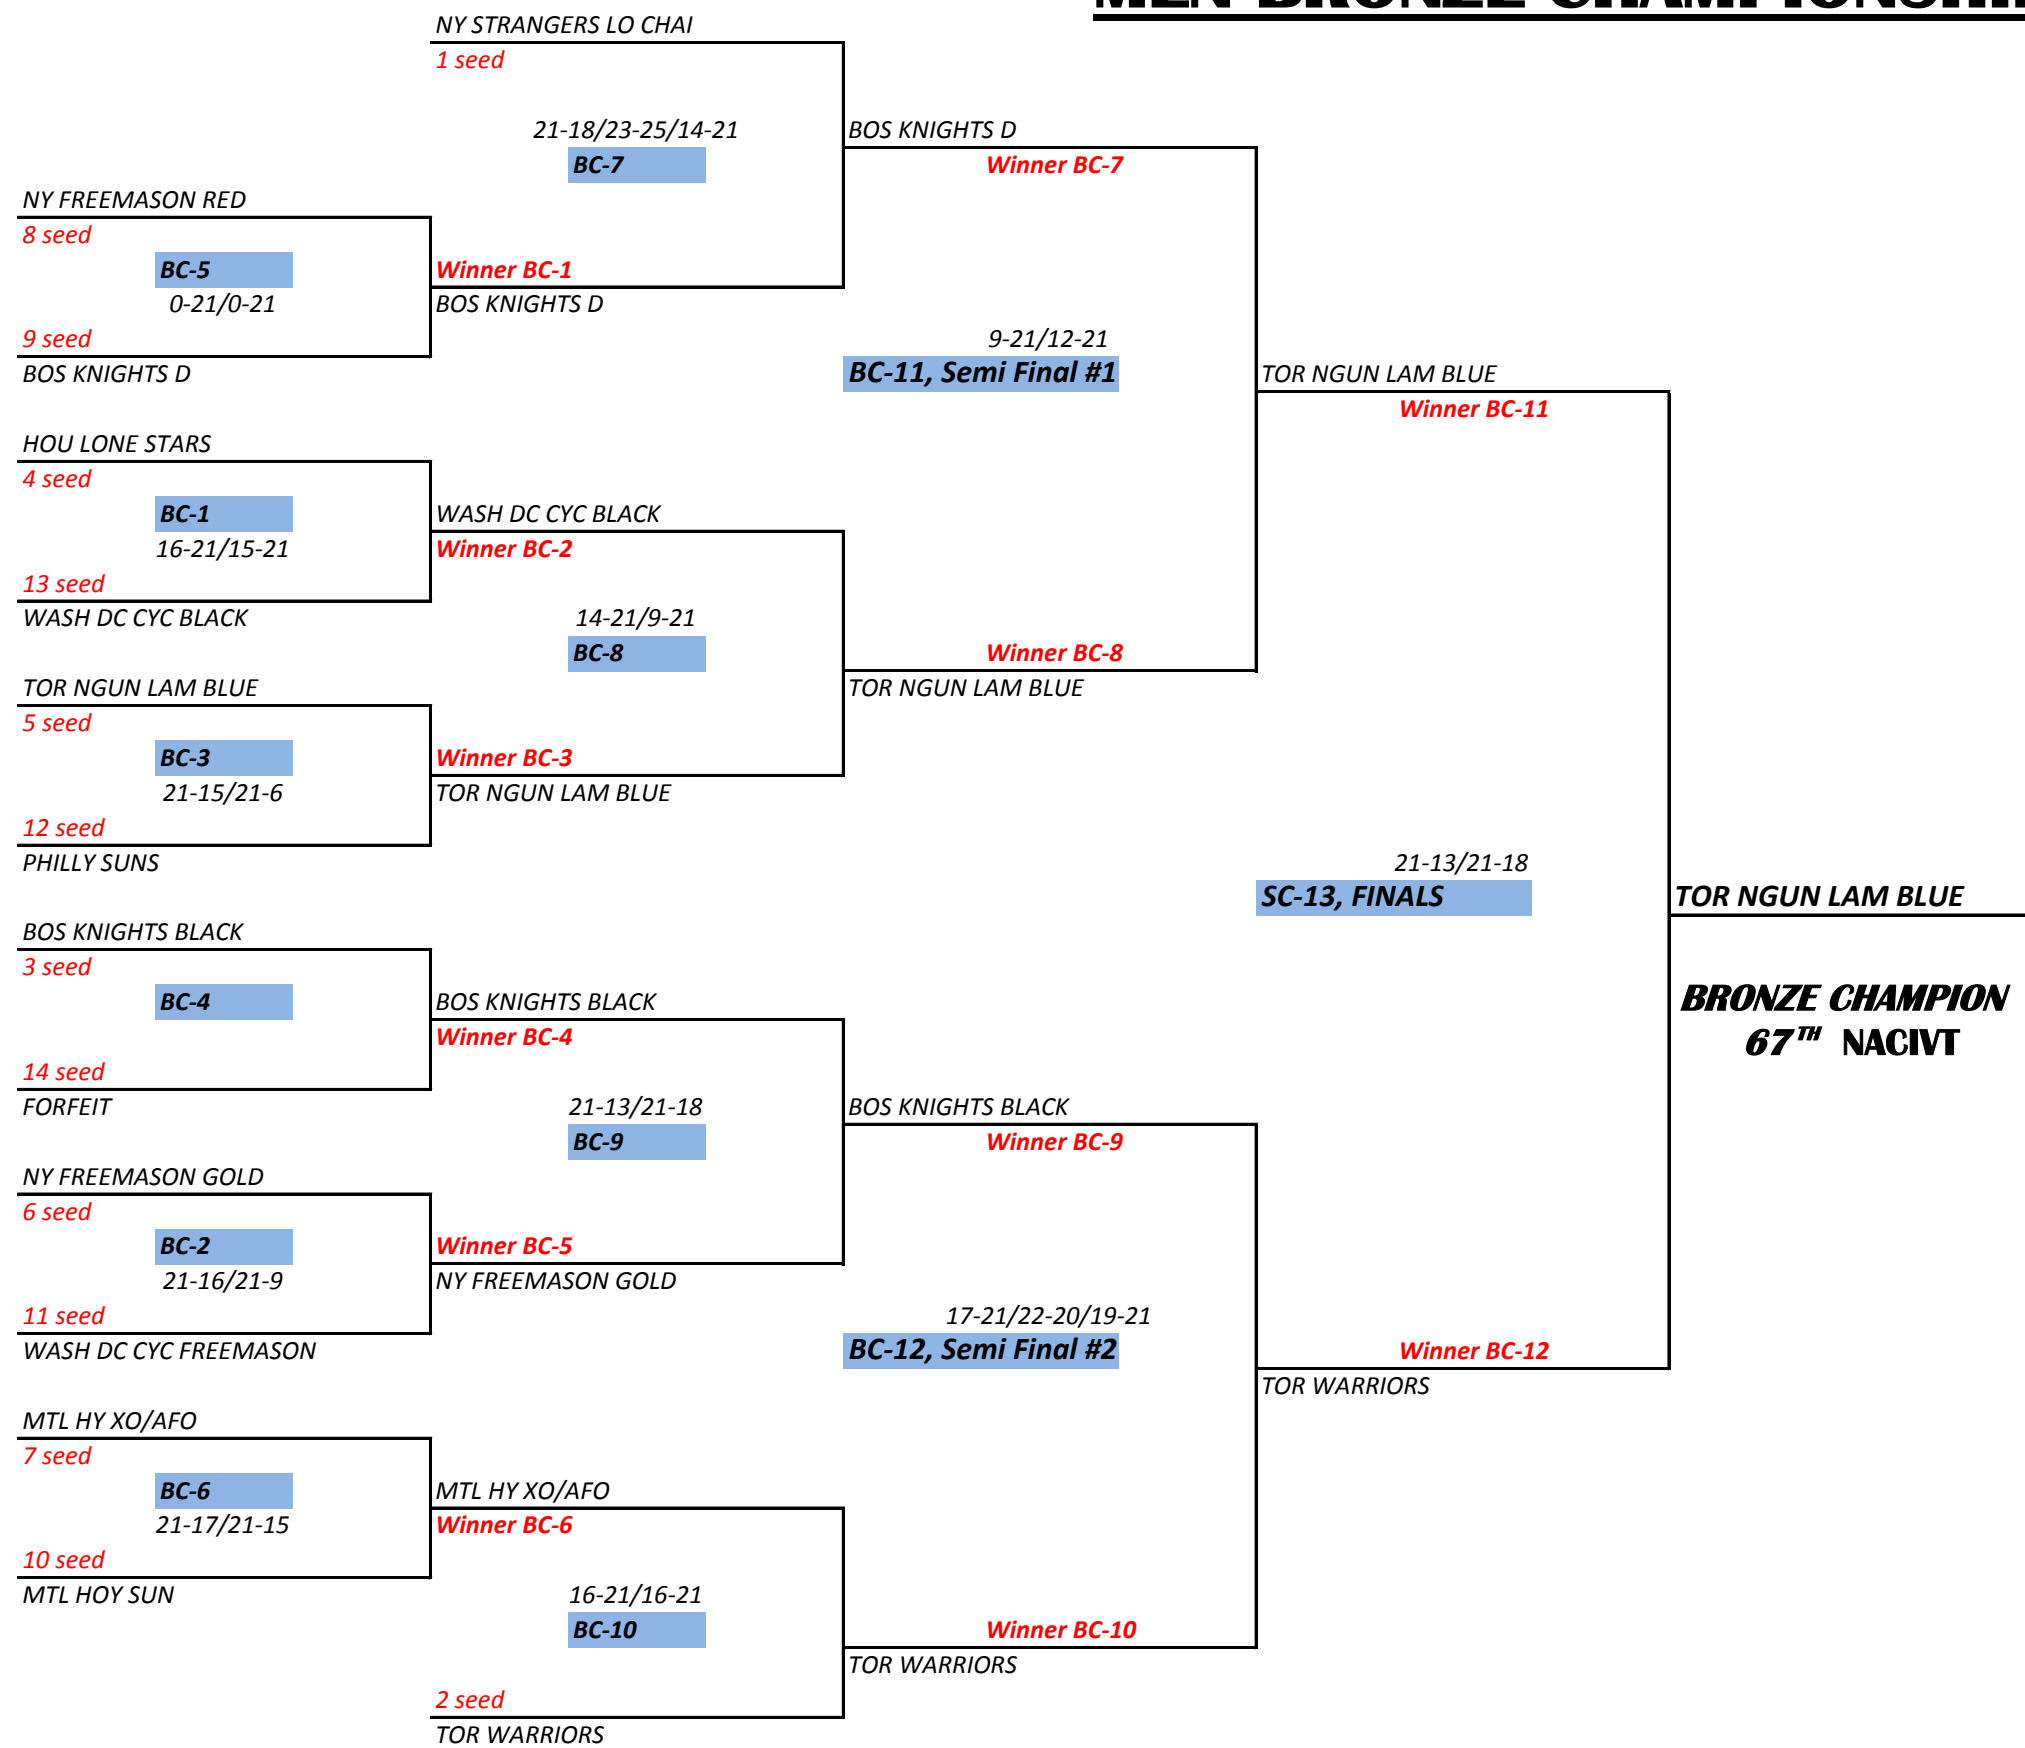 MEN BRONZE CHAMPIONSHIP
NY STRANGERS LO CHAI
1 seed
21-18/23-25/14-21
BOS KNIGHTS D
BC-7
Winner BC-7
NY FREEMASON RED
8 seed
BC-5
Winner BC-1
0-21/0-21
BOS KNIGHTS D
9 seed
9-21/12-21
BOS KNIGHTS D
BC-11, Semi Final #1
TOR NGUN LAM BLUE
Winner BC-11
HOU LONE STARS
4 seed
BC-1
WASH DC CYC BLACK
16-21/15-21
Winner BC-2
13 seed
WASH DC CYC BLACK
14-21/9-21
BC-8
Winner BC-8
TOR NGUN LAM BLUE
TOR NGUN LAM BLUE
5 seed
BC-3
Winner BC-3
21-15/21-6
TOR NGUN LAM BLUE
12 seed
PHILLY SUNS
21-13/21-18
SC-13, FINALS
TOR NGUN LAM BLUE
BOS KNIGHTS BLACK
3 seed
BC-4
BOS KNIGHTS BLACK
BRONZE CHAMPION
Winner BC-4
67TH NACIVT
14 seed
FORFEIT
21-13/21-18
BOS KNIGHTS BLACK
BC-9
Winner BC-9
NY FREEMASON GOLD
6 seed
BC-2
Winner BC-5
21-16/21-9
NY FREEMASON GOLD
11 seed
17-21/22-20/19-21
WASH DC CYC FREEMASON
BC-12, Semi Final #2
Winner BC-12
TOR WARRIORS
MTL HY XO/AFO
7 seed
BC-6
MTL HY XO/AFO
21-17/21-15
Winner BC-6
10 seed
MTL HOY SUN
16-21/16-21
BC-10
Winner BC-10
TOR WARRIORS
2 seed
TOR WARRIORS